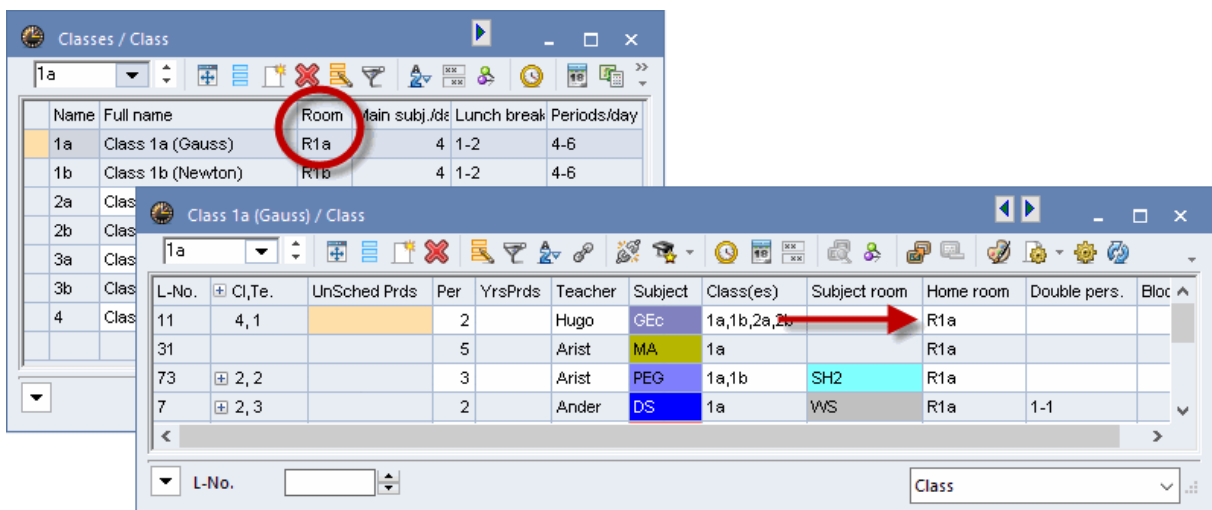 Classes / Class
1a
Name Full name Room Main subj./da Lunch break Periods/day
1a Class 1a (Gauss) R1a 4 1-2 4-6
1b Class 1b (Newton) R1b 4 1-2 4-6
2a Clas
2b Clas
3a Clas
3b Clas
4 Clas
Class 1a (Gauss) / Class
1a
L-No. Cl,Te. UnSched Prds Per YrsPrds Teacher Subject Class(es) Subject room Home room Double pers. Bloc
11 4, 1 2 Hugo GEc 1a,1b,2a,2b R1a
31 5 Arist MA 1a R1a
73 2, 2 3 Arist PEG 1a,1b SH2 R1a
7 2, 3 2 Ander DS 1a WS R1a 1-1
L-No.
Class